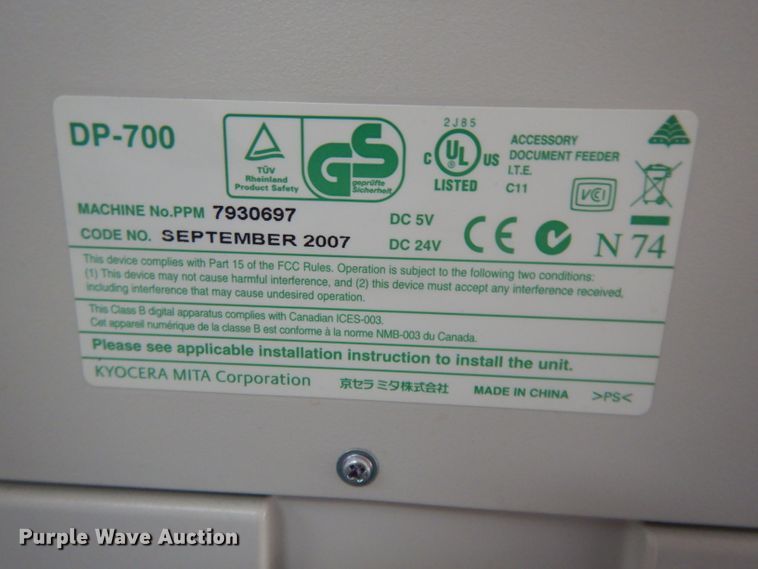 DP-700
TÜV
Rheinland
Product Safety
GS
geprüfte
Sicherheit
2J85
C UL US
LISTED
ACCESSORY
DOCUMENT FEEDER
I.T.E.
C11
VCI
MACHINE No.PPM 7930697
DC 5V
CODE NO. SEPTEMBER 2007
DC 24V
CE
N 74
This device complies with Part 15 of the FCC Rules. Operation is subject to the following two conditions:
(1) This device may not cause harmful interference, and (2) this device must accept any interference received,
including interference that may cause undesired operation.
This Class B digital apparatus complies with Canadian ICES-003.
Cet appareil numérique de la classe B est conforme à la norme NMB-003 du Canada.
Please see applicable installation instruction to install the unit.
KYOCERA MITA Corporation
京セラ ミタ株式会社
MADE IN CHINA
>PS<
Purple Wave Auction